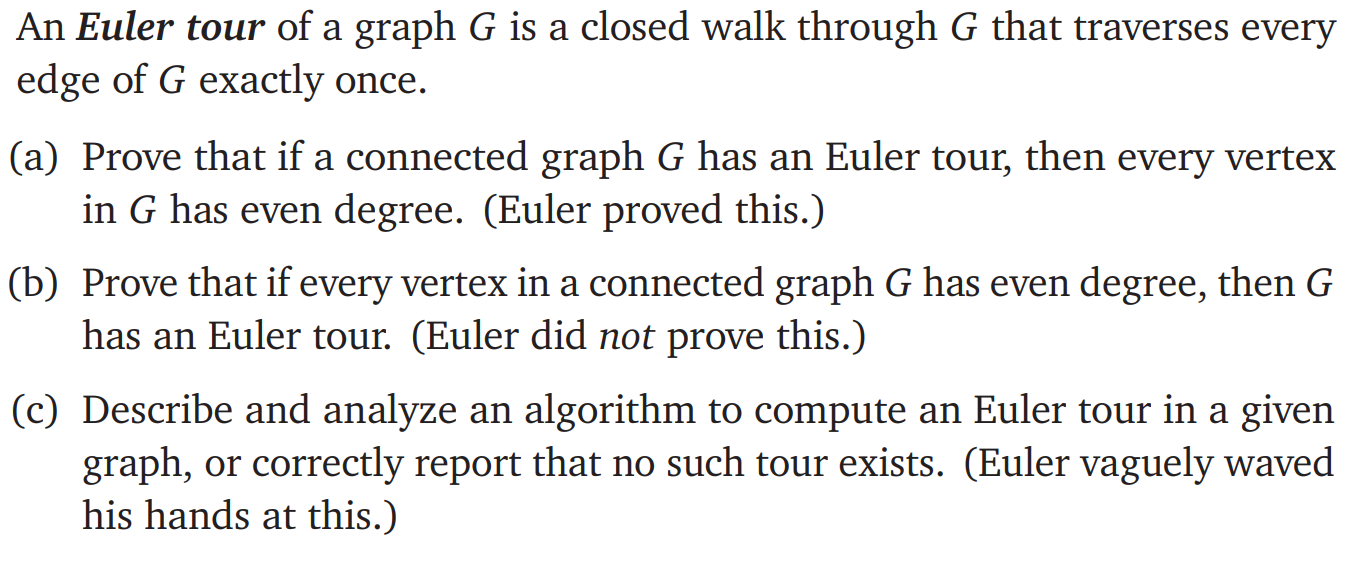 An Euler tour of a graph G is a closed walk through G that traverses every
edge of G exactly once.
(a) Prove that if a connected graph G has an Euler tour, then every vertex
in G has even degree. (Euler proved this.)
(b) Prove that if every vertex in a connected graph G has even degree, then G
has an Euler tour. (Euler did not prove this.)
(c) Describe and analyze an algorithm to compute an Euler tour in a given
graph, or correctly report that no such tour exists. (Euler vaguely waved
his hands at this.)